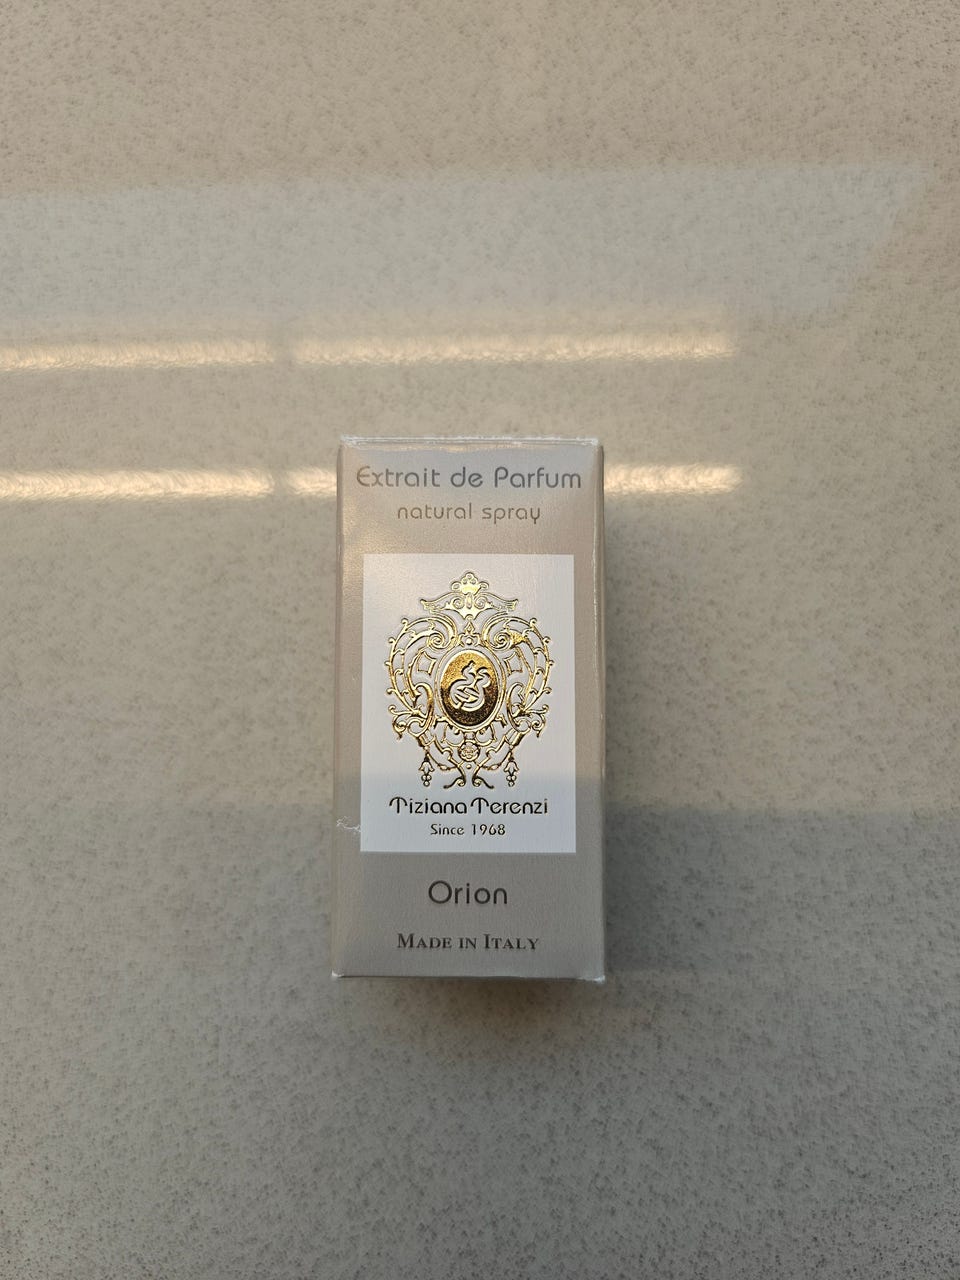 Extrait de Parfum
natural spray
Tiziana Terenzi
Since 1968
Orion
MADE IN ITALY